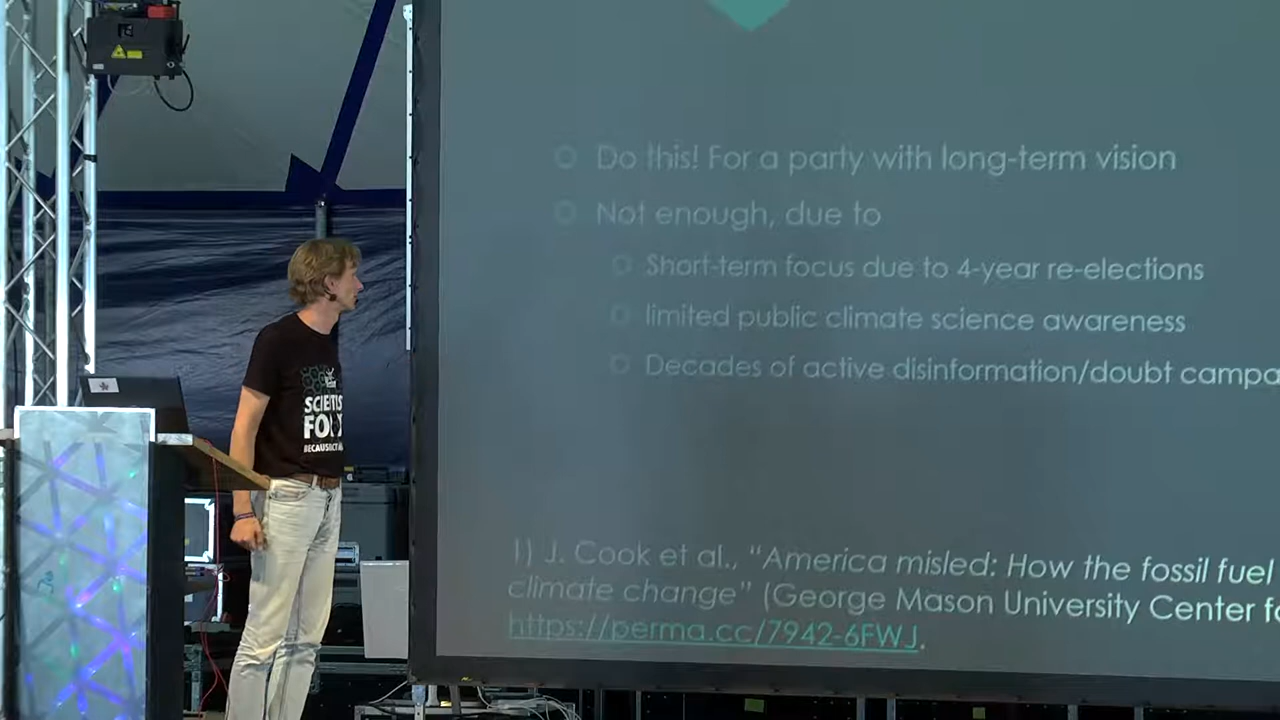 Do this! For a party with long-term vision
Not enough, due to
Short-term focus due to 4-year re-elections
limited public climate science awareness
Decades of active disinformation/doubt campa
1) J. Cook et al., “America misled: How the fossil fuel
climate change” (George Mason University Center fo
https://perma.cc/7942-6FWJ.
SCIENTIS
FO